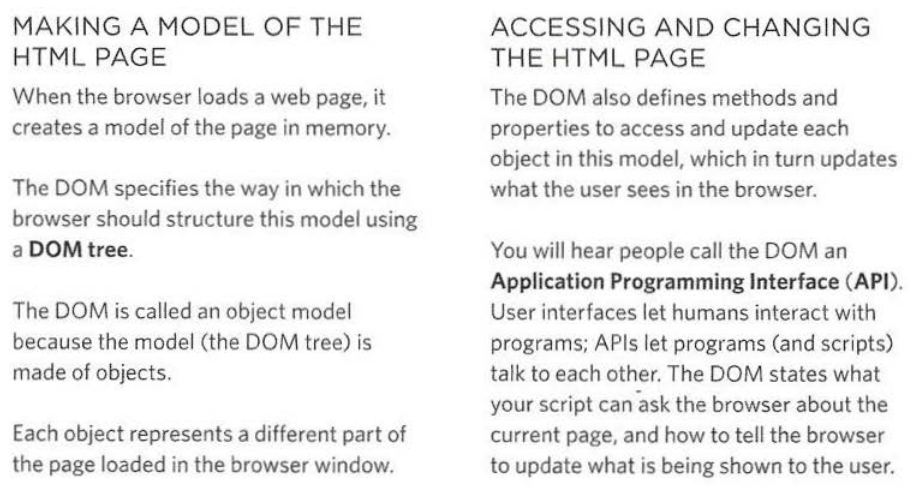 MAKING A MODEL OF THE
HTML PAGE
When the browser loads a web page, it
creates a model of the page in memory.
The DOM specifies the way in which the
browser should structure this model using
a DOM tree.
The DOM is called an object model
because the model (the DOM tree) is
made of objects.
Each object represents a different part of
the page loaded in the browser window.
ACCESSING AND CHANGING
THE HTML PAGE
The DOM also defines methods and
properties to access and update each
object in this model, which in turn updates
what the user sees in the browser.
You will hear people call the DOM an
Application Programming Interface (API).
User interfaces let humans interact with
programs; APIs let programs (and scripts)
talk to each other. The DOM states what
your script can ask the browser about the
current page, and how to tell the browser
to update what is being shown to the user.